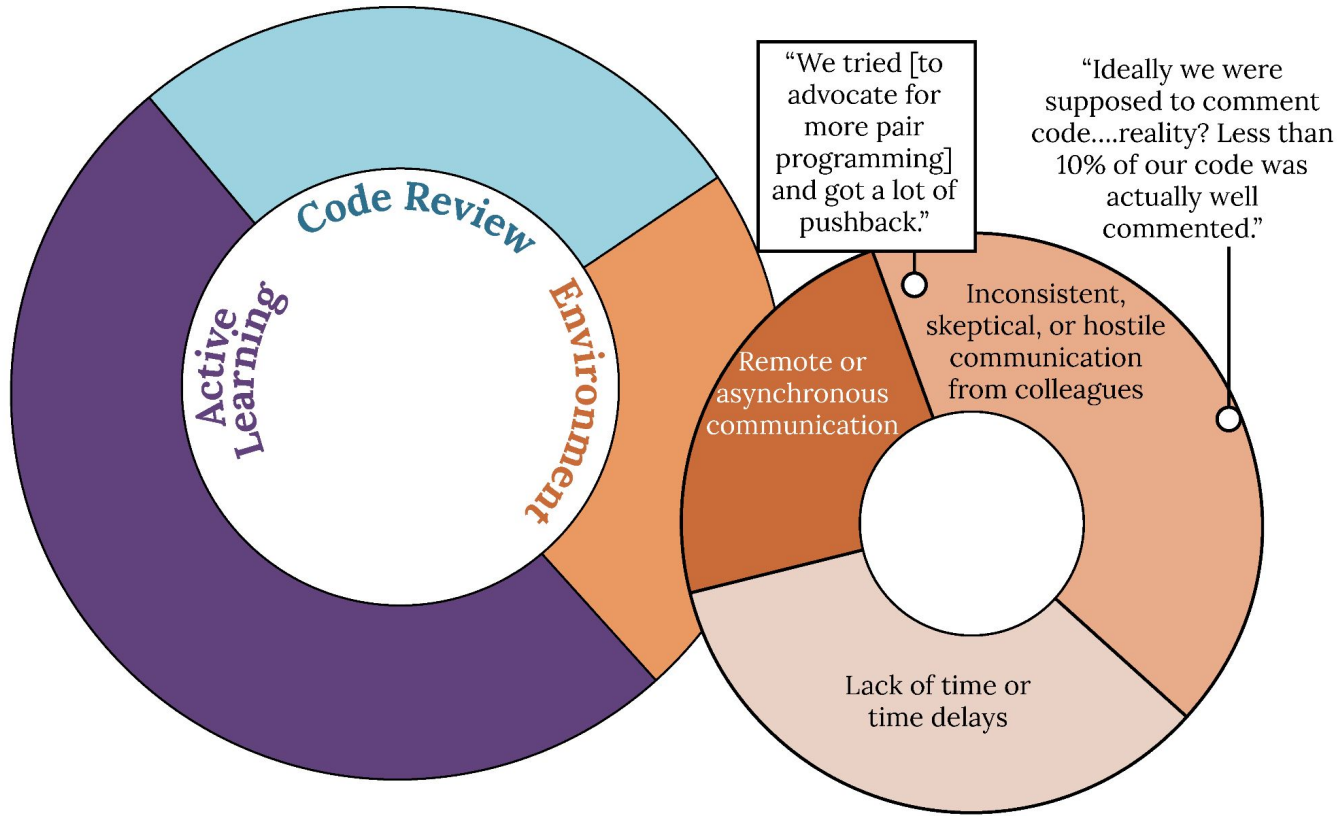 Code Review
Active
Learning
Environment
“We tried [to
advocate for
more pair
programming]
and got a lot of
pushback.”
“Ideally we were
supposed to comment
code....reality? Less than
10% of our code was
actually well
commented.”
Inconsistent,
skeptical, or hostile
communication
from colleagues
Remote or
asynchronous
communication
Lack of time or
time delays